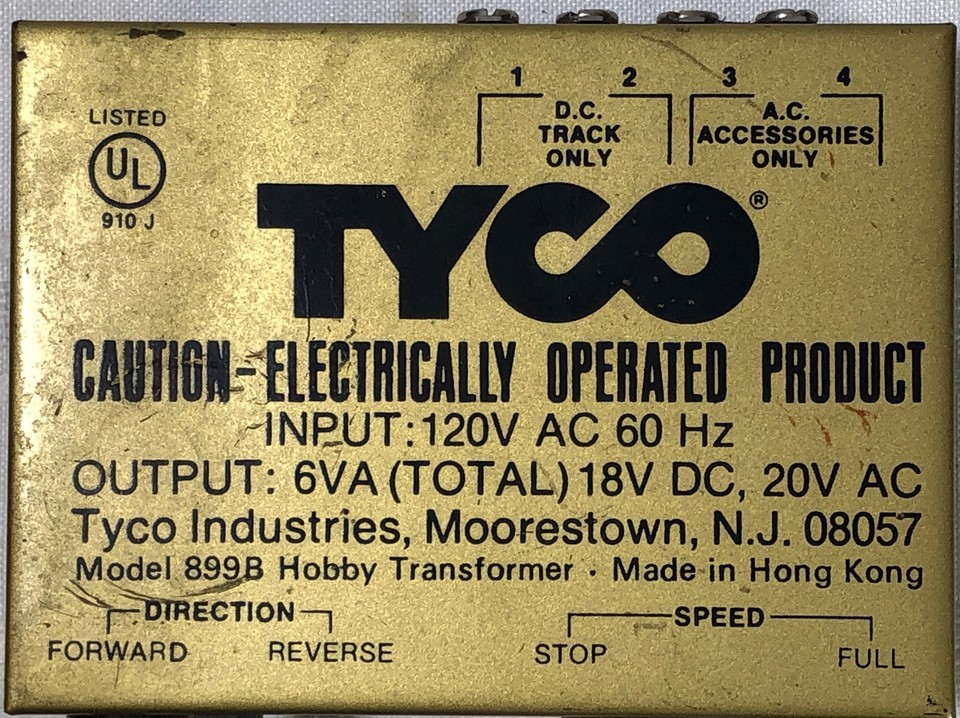 1 2 3 4
D.C.
TRACK
ONLY
A.C.
ACCESSORIES
ONLY
LISTED
UL
910 J
TYCO®
CAUTION-ELECTRICALLY OPERATED PRODUCT
INPUT: 120V AC 60 Hz
OUTPUT: 6VA (TOTAL) 18V DC, 20V AC
Tyco Industries, Moorestown, N.J. 08057
Model 899B Hobby Transformer · Made in Hong Kong
DIRECTION
FORWARD REVERSE
SPEED
STOP FULL